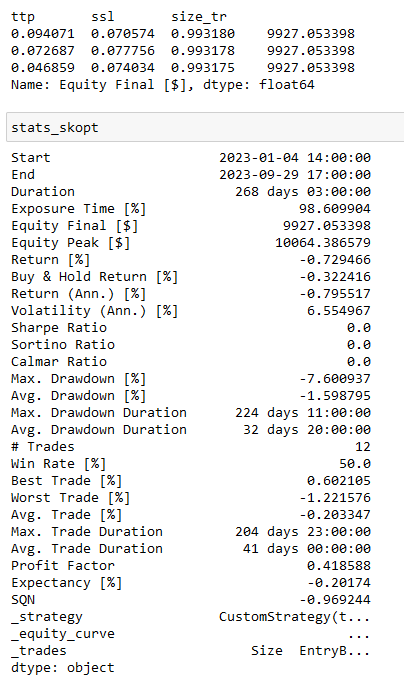 ttp ssl size_tr
0.094071 0.070574 0.993180 9927.053398
0.072687 0.077756 0.993178 9927.053398
0.046859 0.074034 0.993175 9927.053398
Name: Equity Final [$], dtype: float64
stats_skopt
Start 2023-01-04 14:00:00
End 2023-09-29 17:00:00
Duration 268 days 03:00:00
Exposure Time [%] 98.609904
Equity Final [$] 9927.053398
Equity Peak [$] 10064.386579
Return [%] -0.729466
Buy & Hold Return [%] -0.322416
Return (Ann.) [%] -0.795517
Volatility (Ann.) [%] 6.554967
Sharpe Ratio 0.0
Sortino Ratio 0.0
Calmar Ratio 0.0
Max. Drawdown [%] -7.600937
Avg. Drawdown [%] -1.598795
Max. Drawdown Duration 224 days 11:00:00
Avg. Drawdown Duration 32 days 20:00:00
# Trades 12
Win Rate [%] 50.0
Best Trade [%] 0.602105
Worst Trade [%] -1.221576
Avg. Trade [%] -0.203347
Max. Trade Duration 204 days 23:00:00
Avg. Trade Duration 41 days 00:00:00
Profit Factor 0.418588
Expectancy [%] -0.20174
SQN -0.969244
_strategy CustomStrategy(t...
_equity_curve ...
_trades Size EntryB...
dtype: object